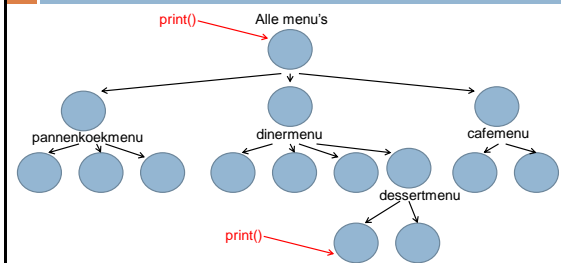 print()
Alle menu's
pannenkoekmenu
dinermenu
cafemenu
dessertmenu
print()